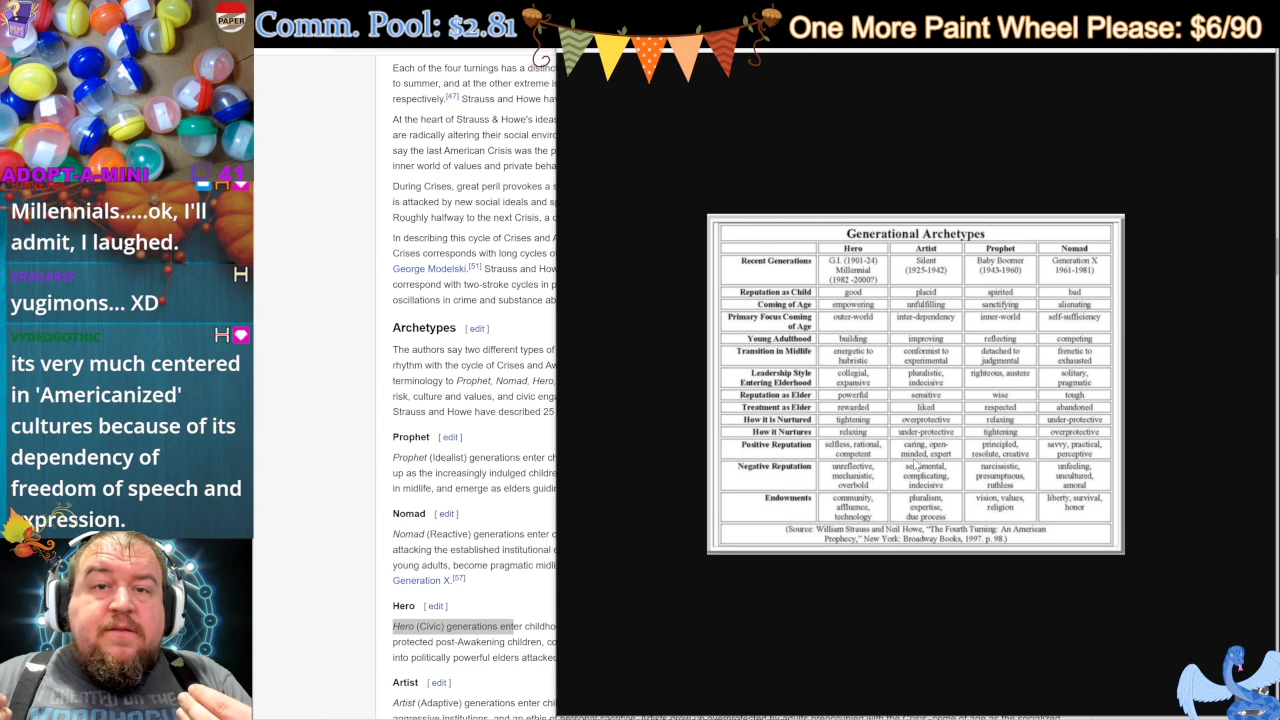 PAPER
Comm. Pool: $2.81
One More Paint Wheel Please: $6/90
ADOPT-A-MINI
41
Millennials.....ok, I'll
admit, I laughed.
yugimons... XD
VYDEOGOTHIC
its very much centered
in 'Americanized'
cultures because of its
dependency of
freedom of speech and
expression.
Each of the four turnings has a distinc
to summer, and at the other extreme is
respectively.[47] Strauss and Howe hav
At the heart of Strauss & Howe's ideas
are radically altering their social enviro
say the last American Crisis was the p
inner world of values and private beha
During Crises, great peril provokes a s
is attacked by new social ideals and sp
Roughly halfway to the next Crisis, a c
In describing this cycle of Crises and A
Crises corresponds with long cycles of
George Modelski.[51] Strauss and How
correspond with two-stroke cycles in p
oscillations in crime and substance ab
Archetypes [ edit ]
The authors say two different types of
rhythm with the cycle of Crises and Aw
terminology to Prophet, Nomad, Hero,
risk, culture and values, and civic enga
Strauss and Howe have described 25
Prophet [ edit ]
Prophet (Idealist) generations enter ch
up as the increasingly indulged childre
in midlife, and emerge as elders guidin
Nomad [ edit ]
Nomad (Reactive) generations enter c
attacking the established institutional o
young adults, become pragmatic midli
Generation X.[57]
Hero [ edit ]
Hero (Civic) generations enter childho
protected post-Awakening children, co
into politically powerful elders attacked
Artist [ edit ]
Artist (Adaptive) generations enter chi
Generational Archetypes
Hero Artist Prophet Nomad
Recent Generations G.I. (1901-24) Silent Baby Boomer Generation X
Millennial (1925-1942) (1943-1960) 1961-1981)
(1982 -2000?)
Reputation as Child good placid spirited bad
Coming of Age empowering unfulfilling sanctifying alienating
Primary Focus Coming outer-world inter-dependency inner-world self-sufficiency
of Age
Young Adulthood building improving reflecting competing
Transition in Midlife energetic to conformist to detached to frenetic to
hubristic experimental judgmental exhausted
Leadership Style collegial, pluralistic, righteous, austere solitary,
Entering Elderhood expansive indecisive pragmatic
Reputation as Elder powerful sensitive wise tough
Treatment as Elder rewarded liked respected abandoned
How it is Nurtured tightening overprotective relaxing under-protective
How it Nurtures relaxing under-protective tightening overprotective
Positive Reputation selfless, rational, caring, open- principled, savvy, practical,
competent minded, expert resolute, creative perceptive
Negative Reputation unreflective, narcissistic, unfeeling,
mechanistic, complicating, presumptuous, uncultured,
overbold indecisive ruthless amoral
Endowments community, pluralism, vision, values, liberty, survival,
affluence, expertise, religion honor
technology due process
(Source: William Strauss and Neil Howe, "The Fourth Turning: An American
Prophecy," New York: Broadway Books, 1997. p. 98.)